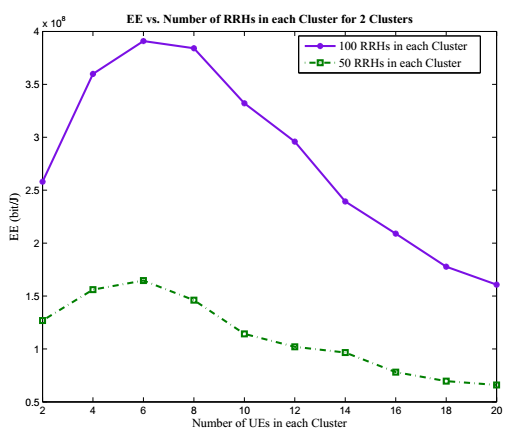 EE vs. Number of RRHs in each Cluster for 2 Clusters
x 10^8
4
3.5
3
2.5
2
1.5
1
0.5
EE (bit/J)
100 RRHs in each Cluster
50 RRHs in each Cluster
2 4 6 8 10 12 14 16 18 20
Number of UEs in each Cluster